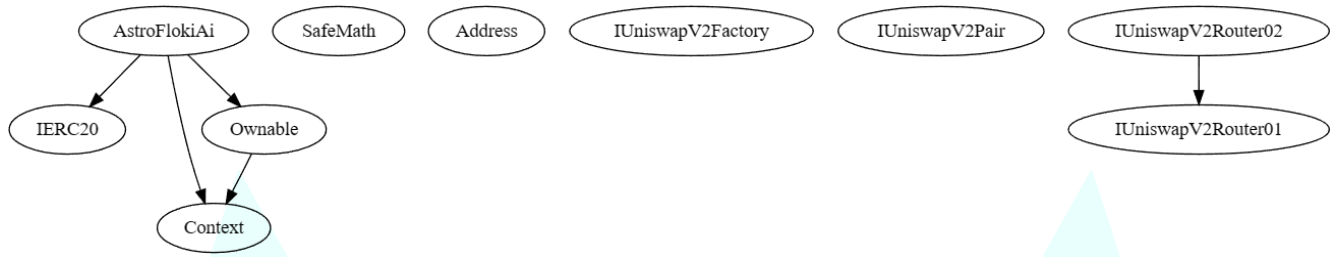 AstroFlokiAi SafeMath Address IUniswapV2Factory IUniswapV2Pair IUniswapV2Router02
IERC20 Ownable IUniswapV2Router01
Context